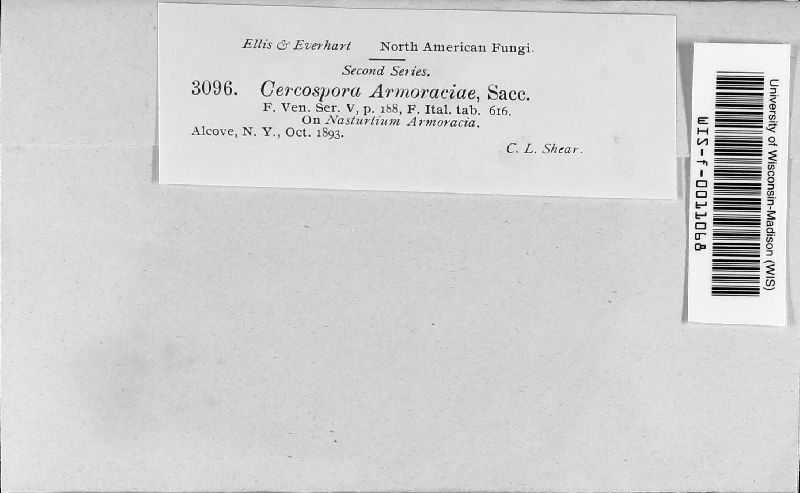 Ellis & Everhart North American Fungi.
Second Series.
3096. Cercospora Armoraciae, Sacc.
F. Ven. Ser. V, p. 188, F. Ital. tab. 616.
On Nasturtium Armoracia.
Alcove, N. Y., Oct. 1893.
C. L. Shear.
University of Wisconsin-Madison (WIS)
WIS-f-0011068